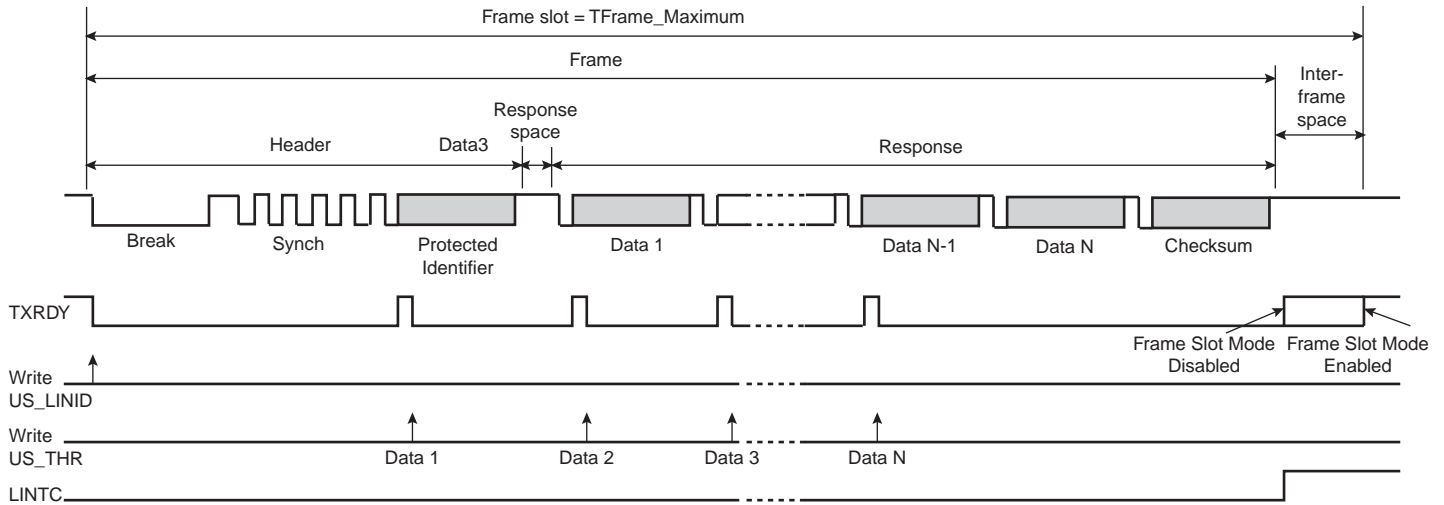 Frame slot = TFrame_Maximum
Frame
Inter-
frame
space
Response
space
Header
Data3
Response
Break
Synch
Protected
Identifier
Data 1
Data N-1
Data N
Checksum
TXRDY
Frame Slot Mode
Disabled
Frame Slot Mode
Enabled
Write
US_LINID
Write
US_THR
Data 1
Data 2
Data 3
Data N
LINTC